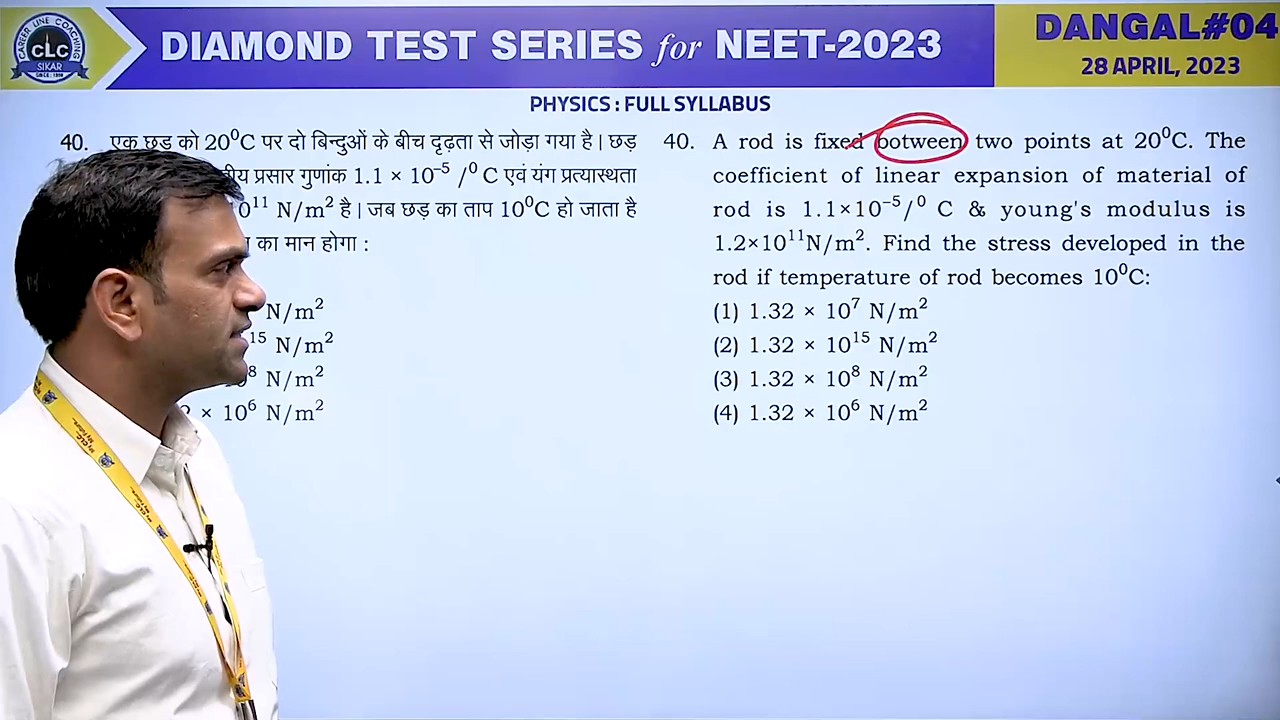 CAREER LINE COACHING
CLC
SIKAR
SINCE : 1996
DIAMOND TEST SERIES for NEET-2023
DANGAL#04
28 APRIL, 2023
PHYSICS : FULL SYLLABUS
40. एक छड़ को 20⁰C पर दो बिन्दुओं के बीच दृढ़ता से जोड़ा गया है। छड़
प्रसार गुणांक 1.1 × 10⁻⁵ /⁰ C एवं यंग प्रत्यास्थता
N/m² है। जब छड़ का ताप 10⁰C हो जाता है
का मान होगा :
N/m²
¹⁵ N/m²
⁸ N/m²
× 10⁶ N/m²
40. A rod is fixed botween two points at 20⁰C. The
coefficient of linear expansion of material of
rod is 1.1×10⁻⁵/⁰ C & young's modulus is
1.2×10¹¹N/m². Find the stress developed in the
rod if temperature of rod becomes 10⁰C:
(1) 1.32 × 10⁷ N/m²
(2) 1.32 × 10¹⁵ N/m²
(3) 1.32 × 10⁸ N/m²
(4) 1.32 × 10⁶ N/m²